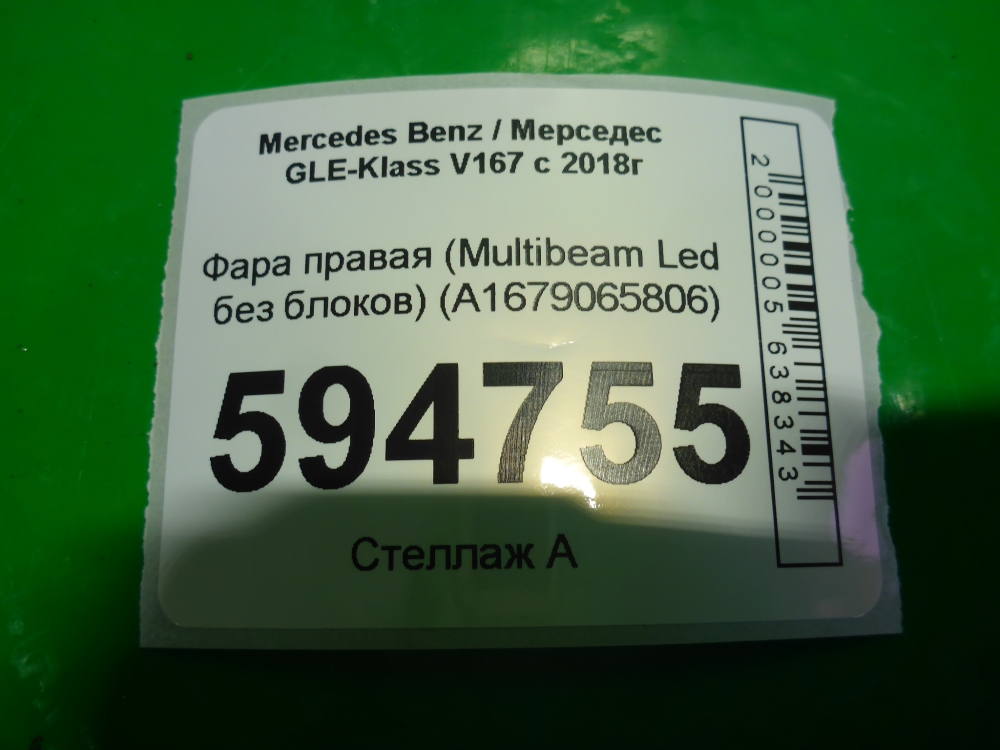 Mercedes Benz / Мерседес
GLE-Klass V167 с 2018г
Фара правая (Multibeam Led
без блоков) (A1679065806)
594755
Стеллаж А
2000005638343